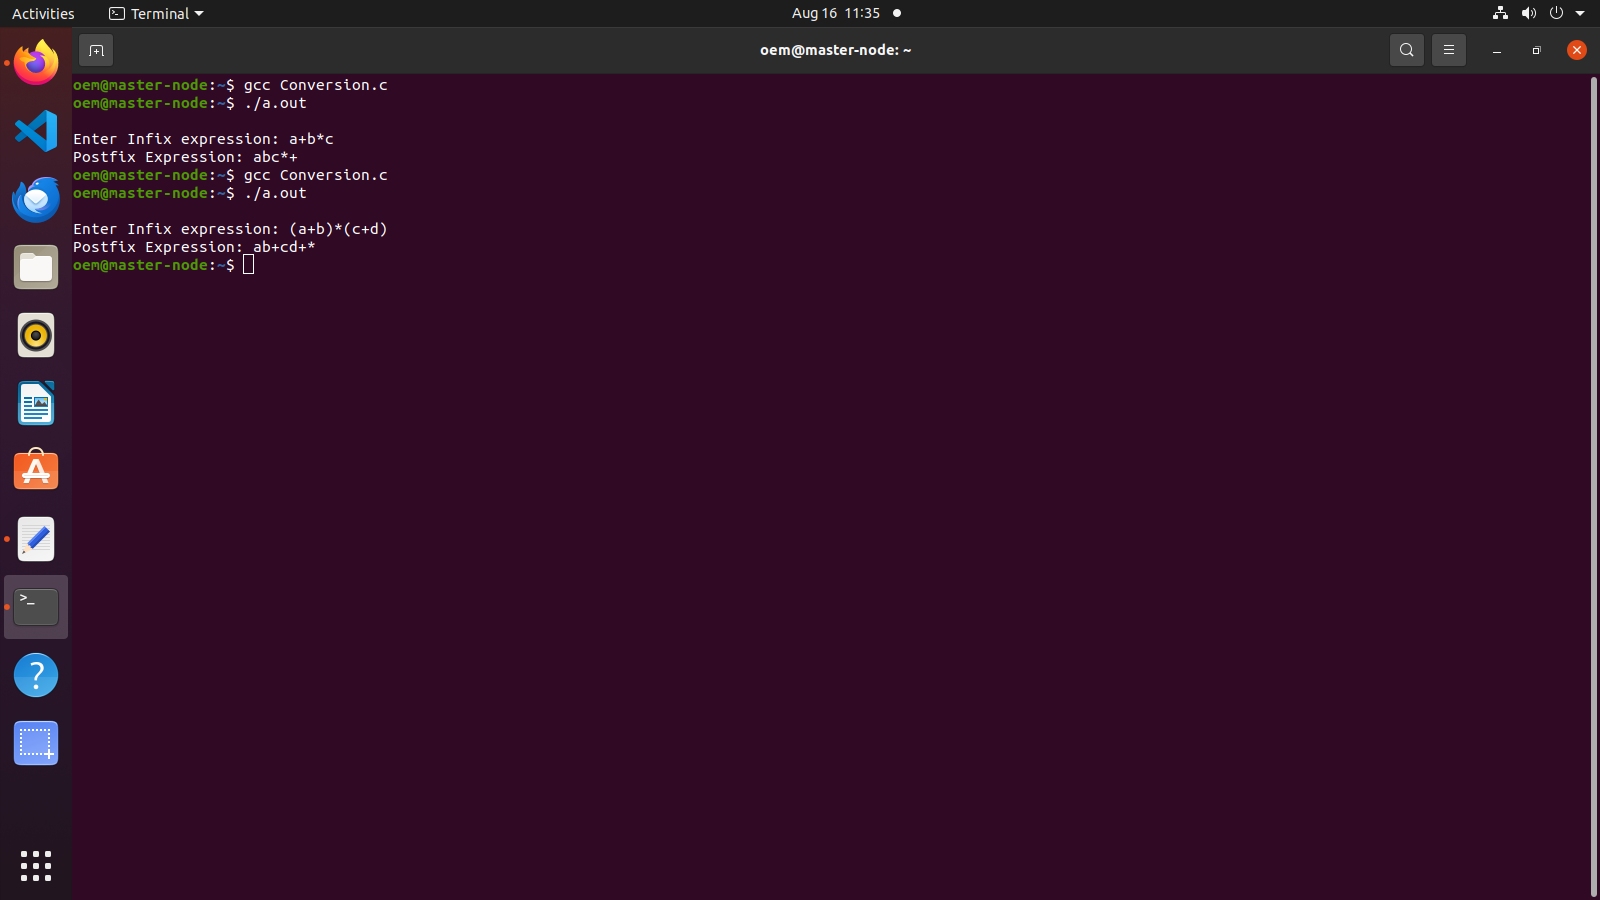 Activities
Terminal
Aug 16 11:35
oem@master-node: ~
oem@master-node:~$ gcc Conversion.c
oem@master-node:~$ ./a.out
Enter Infix expression: a+b*c
Postfix Expression: abc*+
oem@master-node:~$ gcc Conversion.c
oem@master-node:~$ ./a.out
Enter Infix expression: (a+b)*(c+d)
Postfix Expression: ab+cd+*
oem@master-node:~$